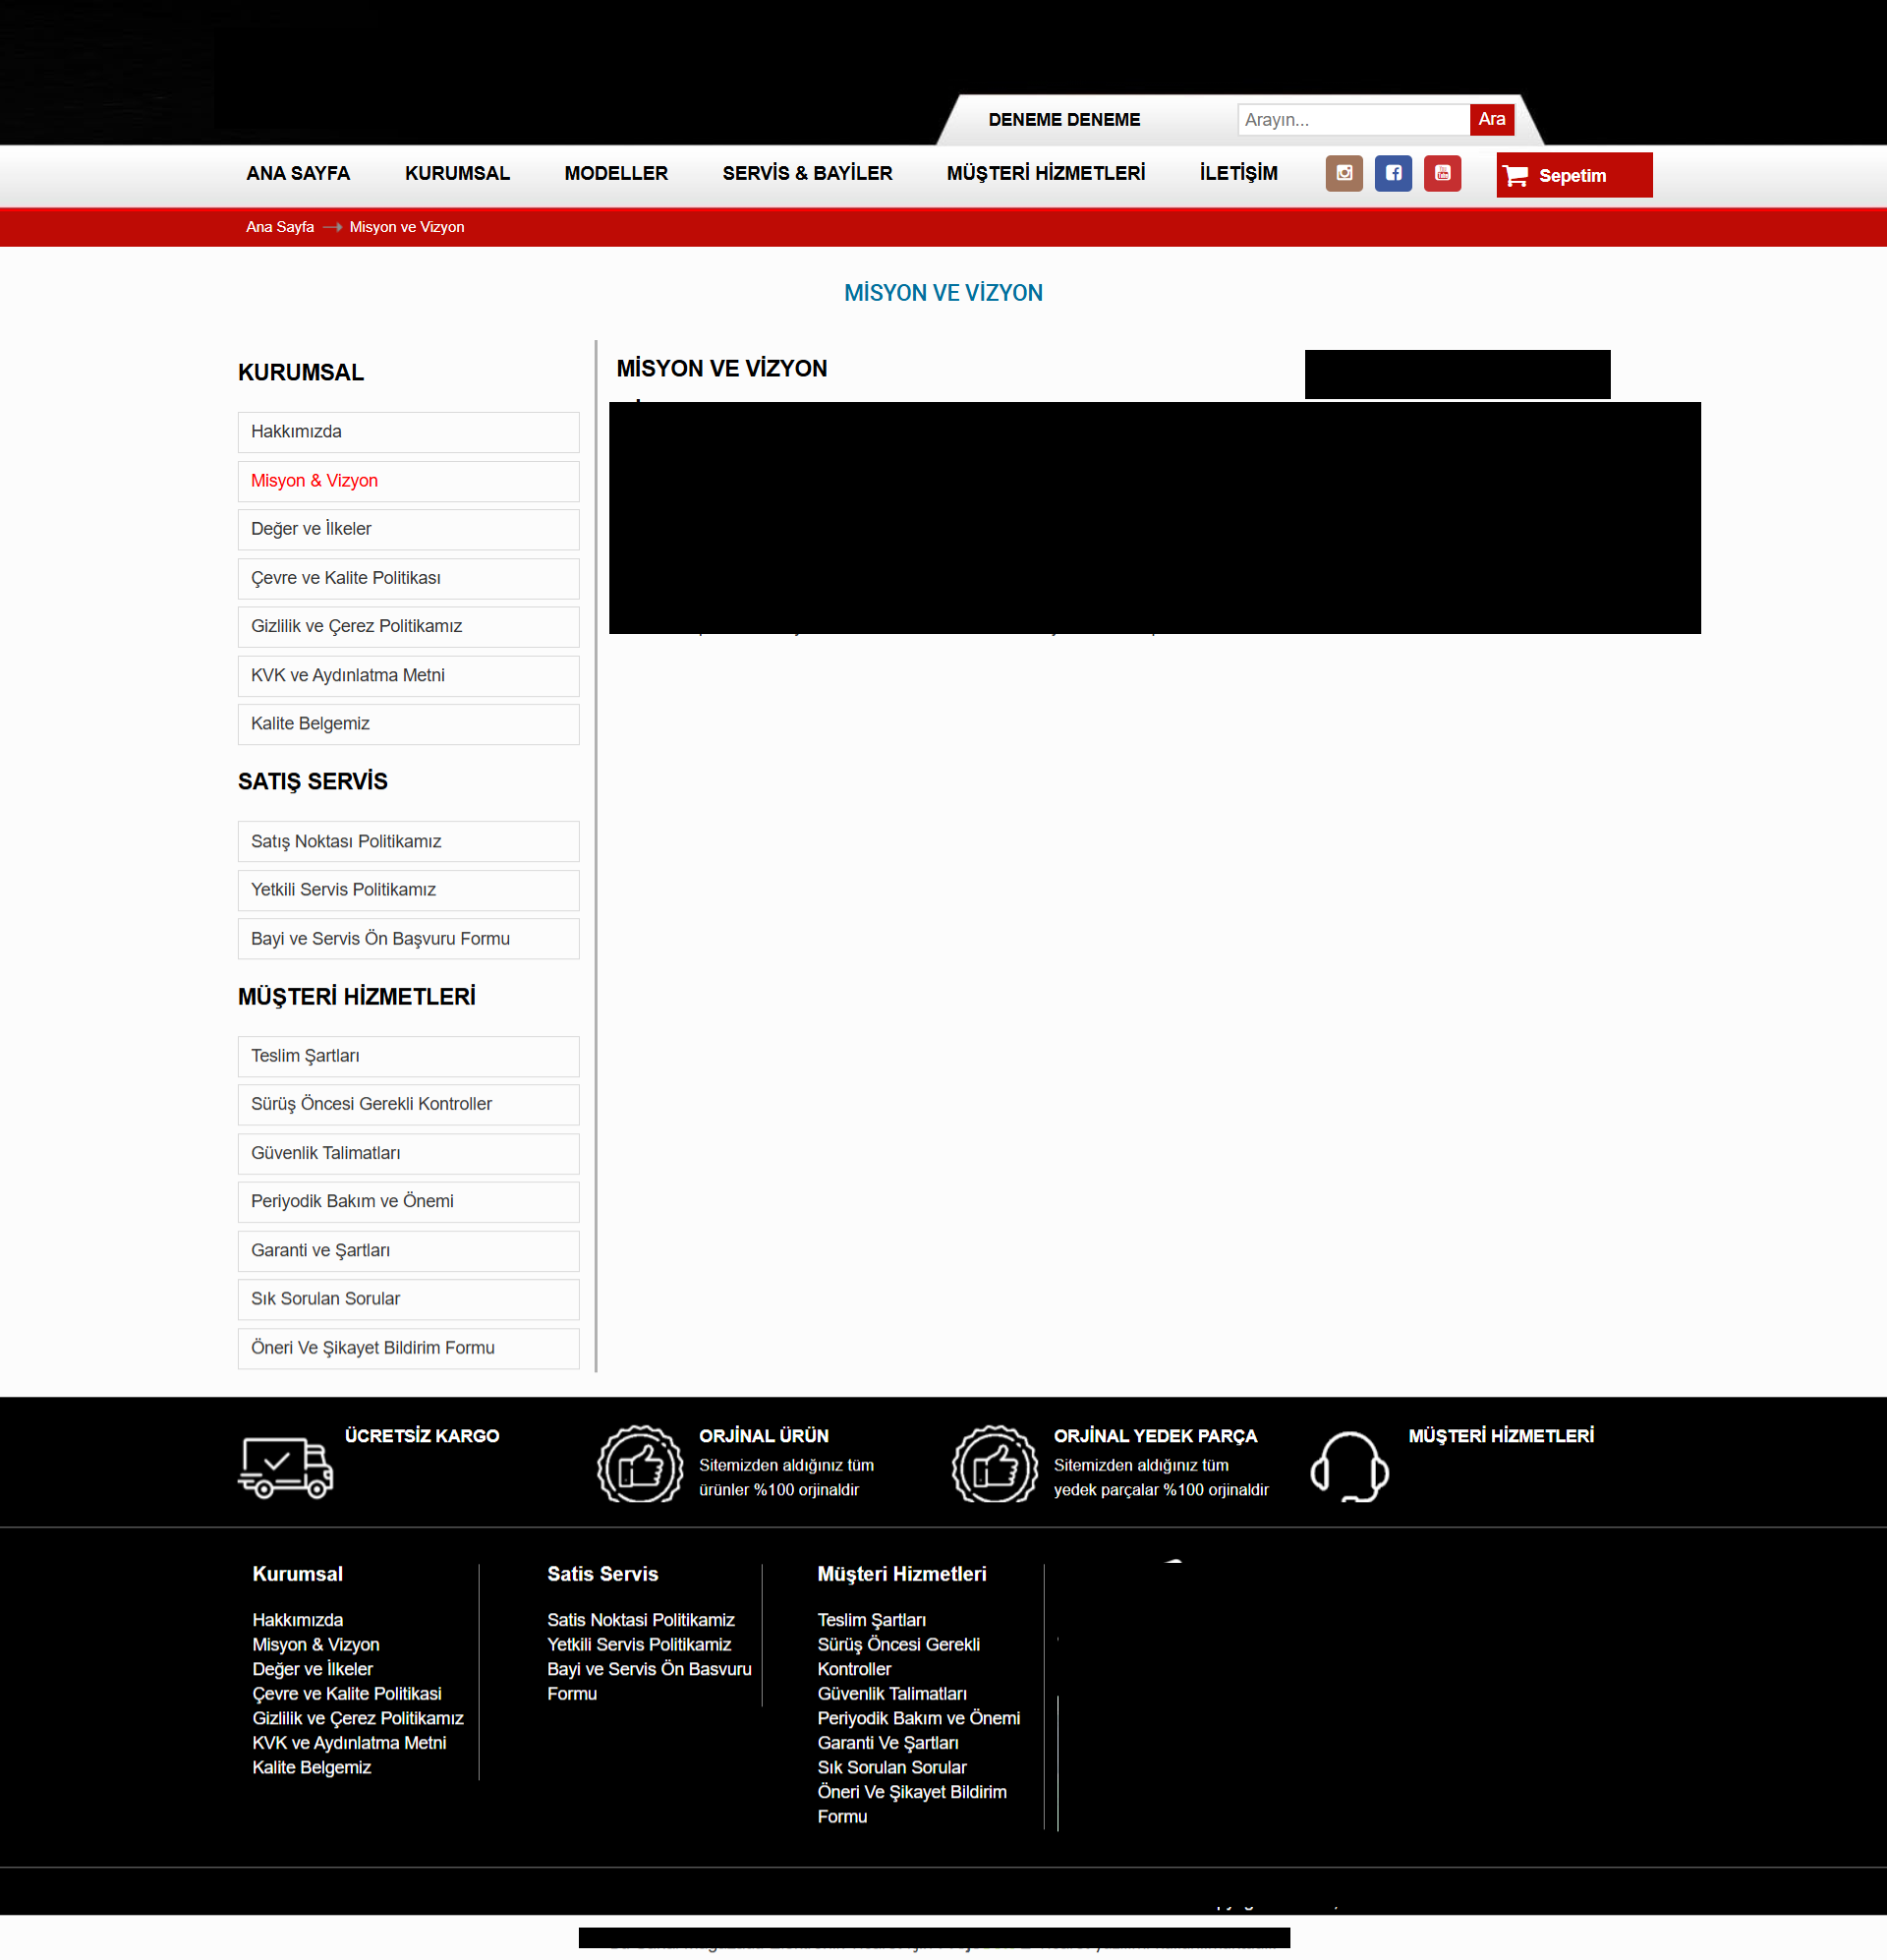 DENEME DENEME
Arayın...
Ara
ANA SAYFA
KURUMSAL
MODELLER
SERVİS & BAYİLER
MÜŞTERİ HİZMETLERİ
İLETİŞİM
Sepetim
Ana Sayfa
Misyon ve Vizyon
MİSYON VE VİZYON
KURUMSAL
Hakkımızda
Misyon & Vizyon
Değer ve İlkeler
Çevre ve Kalite Politikası
Gizlilik ve Çerez Politikamız
KVK ve Aydınlatma Metni
Kalite Belgemiz
SATIŞ SERVİS
Satış Noktası Politikamız
Yetkili Servis Politikamız
Bayi ve Servis Ön Başvuru Formu
MÜŞTERİ HİZMETLERİ
Teslim Şartları
Sürüş Öncesi Gerekli Kontroller
Güvenlik Talimatları
Periyodik Bakım ve Önemi
Garanti ve Şartları
Sık Sorulan Sorular
Öneri Ve Şikayet Bildirim Formu
MİSYON VE VİZYON
ÜCRETSİZ KARGO
ORJİNAL ÜRÜN
Sitemizden aldığınız tüm
ürünler %100 orjinaldir
ORJİNAL YEDEK PARÇA
Sitemizden aldığınız tüm
yedek parçalar %100 orjinaldir
MÜŞTERİ HİZMETLERİ
Kurumsal
Hakkımızda
Misyon & Vizyon
Değer ve İlkeler
Çevre ve Kalite Politikasi
Gizlilik ve Çerez Politikamız
KVK ve Aydınlatma Metni
Kalite Belgemiz
Satis Servis
Satis Noktasi Politikamiz
Yetkili Servis Politikamiz
Bayi ve Servis Ön Basvuru
Formu
Müşteri Hizmetleri
Teslim Şartları
Sürüş Öncesi Gerekli
Kontroller
Güvenlik Talimatları
Periyodik Bakım ve Önemi
Garanti Ve Şartları
Sık Sorulan Sorular
Öneri Ve Şikayet Bildirim
Formu